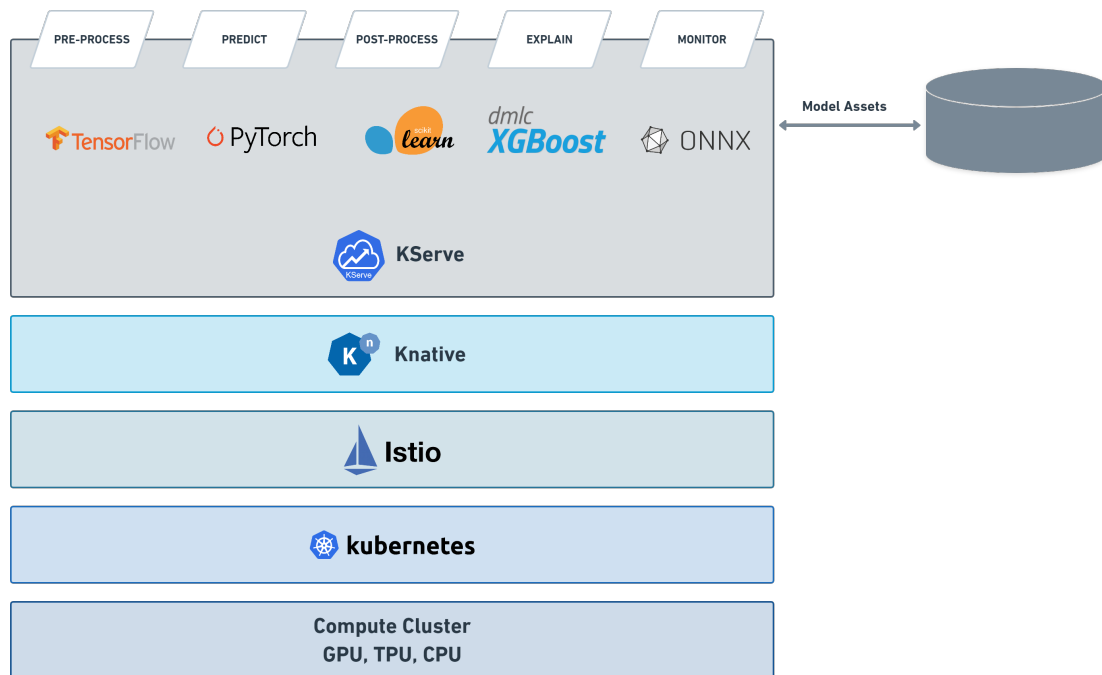 PRE-PROCESS
PREDICT
POST-PROCESS
EXPLAIN
MONITOR
Model Assets
TensorFlow
PyTorch
scikit
learn
dmlc
XGBoost
ONNX
KServe
KServe
K
n
Knative
Istio
kubernetes
Compute Cluster
GPU, TPU, CPU